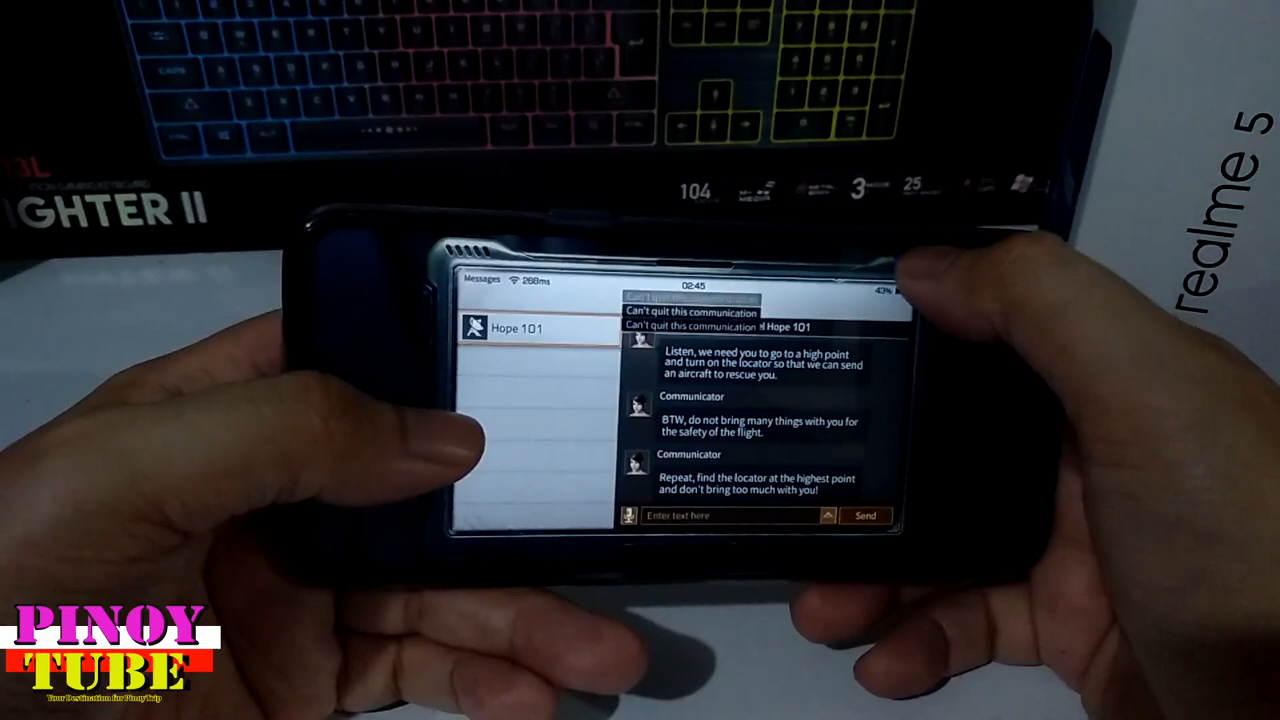 CAPS
IGHTER II
104
3
25
realme 5
Messages
268ms
02:45
43%
Can't quit this communication
Can't quit this communication
Hope 101
Hope 101
Listen, we need you to go to a high point
and turn on the locator so that we can send
an aircraft to rescue you.
Communicator
BTW, do not bring many things with you for
the safety of the flight.
Communicator
Repeat, find the locator at the highest point
and don't bring too much with you!
Enter text here
Send
PINOY
TUBE
Your Destination for PinoyTrip